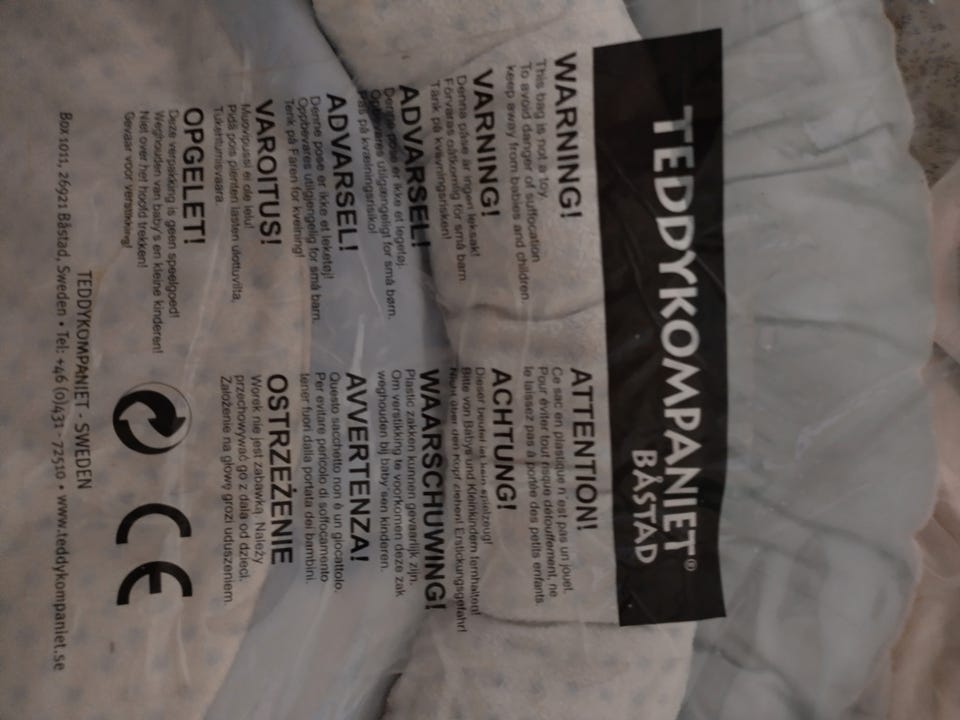 TEDDYKOMPANIET®
BÅSTAD
WARNING!
This bag is not a toy.
To avoid danger of suffocation
keep away from babies and children.
VARNING!
Denna påse är ingen leksak!
Förvaras oåtkomlig för små barn.
Tänk på kvävningsrisken!
ADVARSEL!
Denne pose er ikke et legetøj.
Opbevares utilgængeligt for små børn.
Pas på kvælningsrisiko!
ADVARSEL!
Denne pose er ikke et leketøj!
Oppbevares utilgjengelig for små barn.
Tenk på Faren for kvelning!
VAROITUS!
Muovipussi ei ole lelu!
Pidä pois pienten lasten ulottuvilta.
Tukehtumisvaara.
OPGELET!
Deze verpakking is geen speelgoed!
Weghouden van baby's en kleine kinderen!
Niet over het hoofd trekken!
Gevaar voor verstikking!
ATTENTION!
Ce sac en plastique n'est pas un jouet.
Pour éviter tout risque d'étouffement, ne
le laissez pas à portée des petits enfants
ACHTUNG!
Dieser beutel ist kein spielzeug!
Bitte von Babys und Kleinkindern fernhalten!
Nicht über den Kopf ziehen! Erstickungsgefahr!
WAARSCHUWING!
Plastic zakken kunnen gevaarlijk zijn.
Om verstikking te voorkomen deze zak
weghouden bij baby'sen kinderen.
AVVERTENZA!
Questo sacchetto non è un giocattolo.
Per evitare pericolo di soffocamento
tener fuori dalla portata dei bambini.
OSTRZEŻENIE
Worek nie jest zabawką. Należy
przechowywać go z dala od dzieci.
Założenie na głowę grozi uduszeniem.
CE
TEDDYKOMPANIET - SWEDEN
Box 1011, 26921 Båstad, Sweden • Tel: +46 (0)431 - 72510 • www.teddykompaniet.se